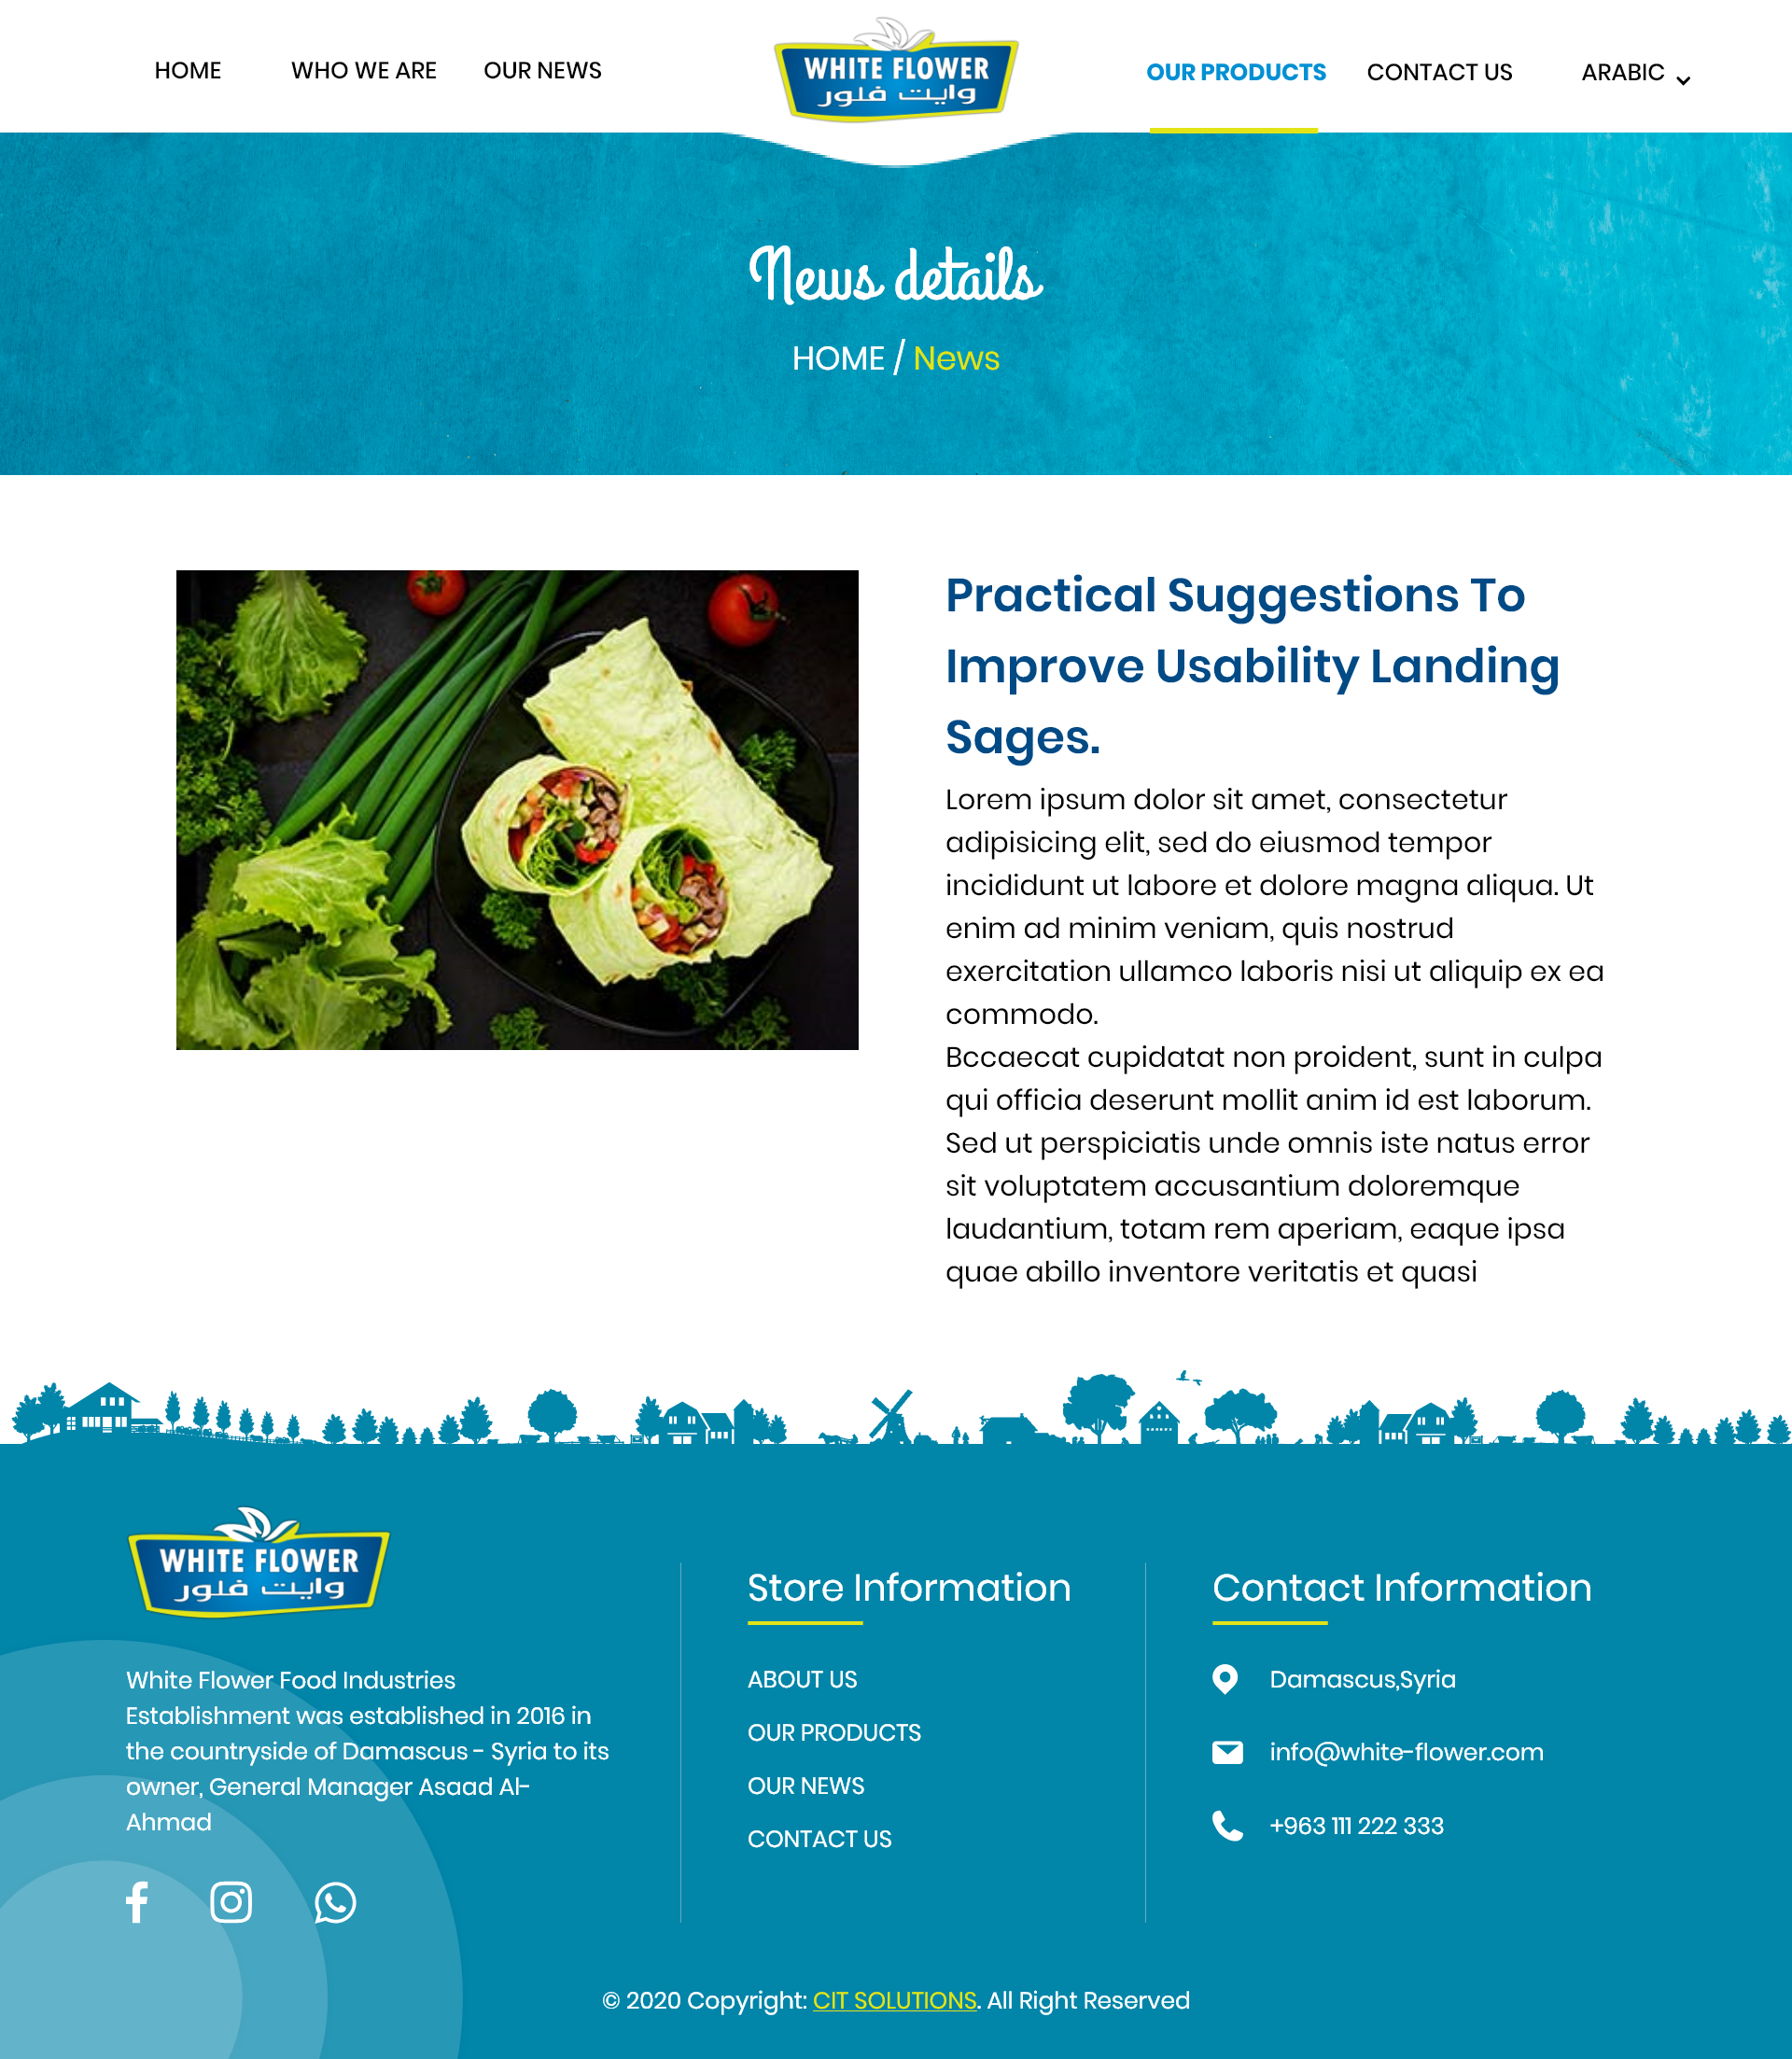 HOME
WHO WE ARE
OUR NEWS
WHITE FLOWER
وايت فلور
OUR PRODUCTS
CONTACT US
ARABIC
News details
HOME / News
Practical Suggestions To
Improve Usability Landing
Sages.
Lorem ipsum dolor sit amet, consectetur
adipisicing elit, sed do eiusmod tempor
incididunt ut labore et dolore magna aliqua. Ut
enim ad minim veniam, quis nostrud
exercitation ullamco laboris nisi ut aliquip ex ea
commodo.
Bccaecat cupidatat non proident, sunt in culpa
qui officia deserunt mollit anim id est laborum.
Sed ut perspiciatis unde omnis iste natus error
sit voluptatem accusantium doloremque
laudantium, totam rem aperiam, eaque ipsa
quae abillo inventore veritatis et quasi
WHITE FLOWER
وايت فلور
White Flower Food Industries
Establishment was established in 2016 in
the countryside of Damascus - Syria to its
owner, General Manager Asaad Al-
Ahmad
Store Information
ABOUT US
OUR PRODUCTS
OUR NEWS
CONTACT US
Contact Information
Damascus,Syria
info@white-flower.com
+963 111 222 333
© 2020 Copyright: CIT SOLUTIONS. All Right Reserved